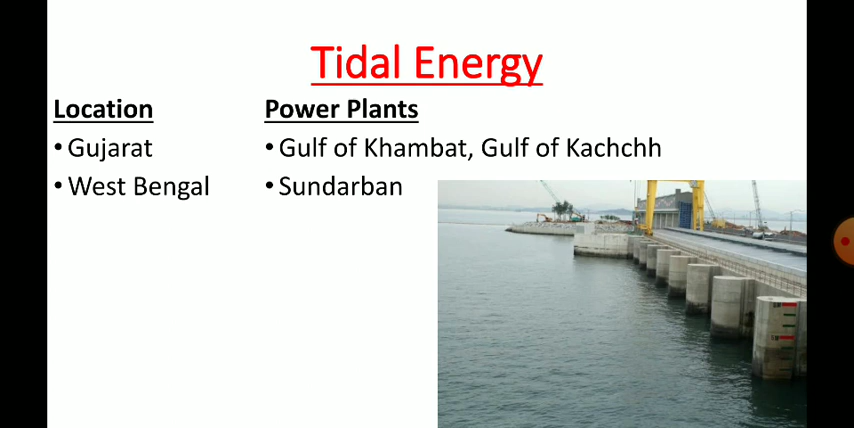 Tidal Energy
Location
Power Plants
• Gujarat
• Gulf of Khambat, Gulf of Kachchh
• West Bengal
• Sundarban